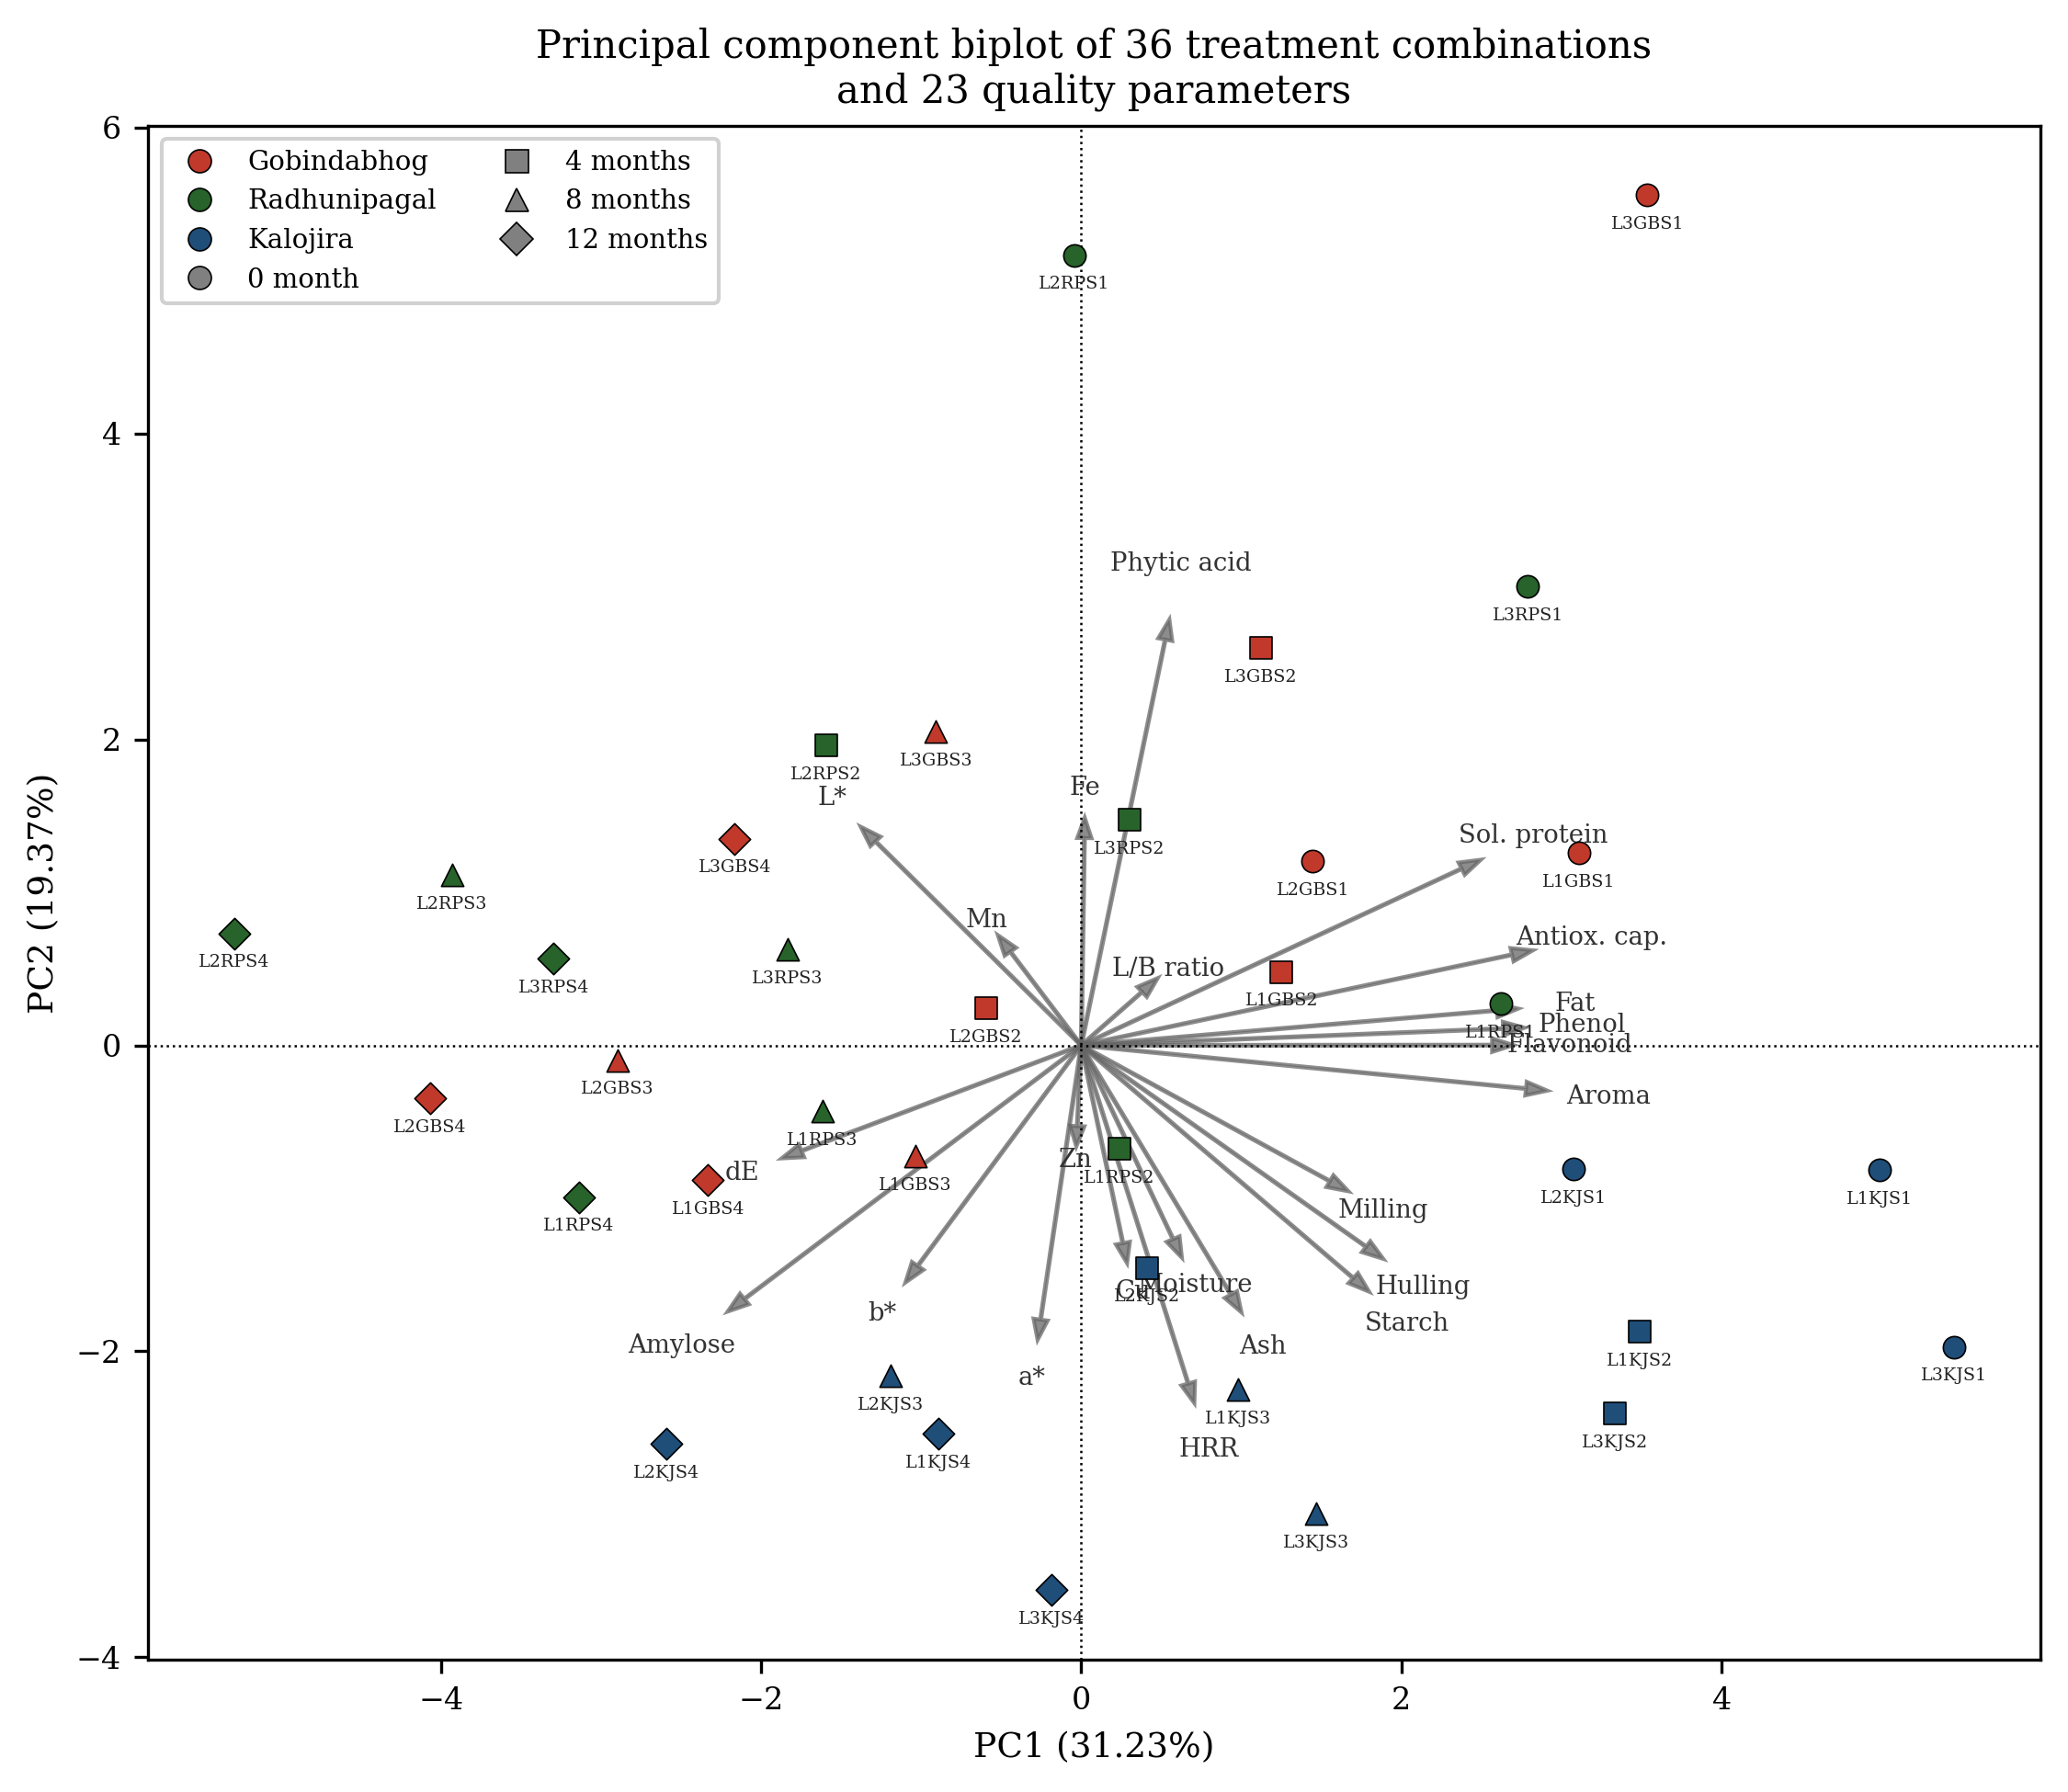 Principal component biplot of 36 treatment combinations
and 23 quality parameters
Gobindabhog
Radhunipagal
Kalojira
0 month
4 months
8 months
12 months
PC2 (19.37%)
6
4
2
0
−2
−4
L3GBS1
L2RPS1
Phytic acid
L3RPS1
L3GBS2
L3GBS3
L2RPS2
L*
Fe
L3RPS2
Sol. protein
L3GBS4
L1GBS1
L2GBS1
L2RPS3
Mn
Antiox. cap.
L2RPS4
L3RPS4
L3RPS3
L/B ratio
L1GBS2
Fat
L2GBS2
L1RPS1
Phenol
Flavonoid
L2GBS3
Aroma
L2GBS4
L1RPS3
dE
Zn
L1RPS2
L1GBS3
L2KJS1
L1KJS1
L1RPS4
L1GBS4
Milling
Cu
Moisture
L2KJS2
Hulling
b*
Starch
Amylose
Ash
L1KJS2
L3KJS1
a*
L2KJS3
L1KJS3
HRR
L3KJS2
L2KJS4
L1KJS4
L3KJS3
L3KJS4
−4
−2
0
2
4
PC1 (31.23%)